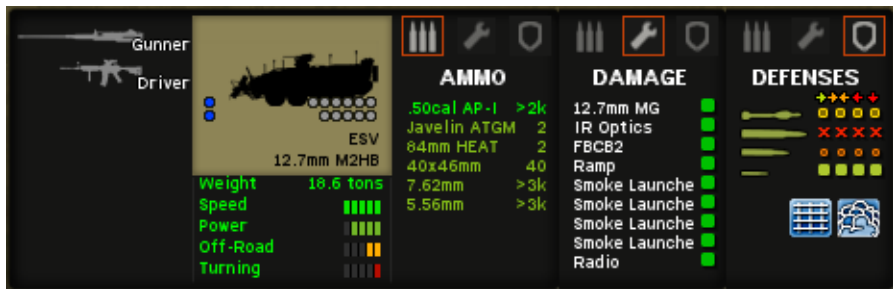 Gunner
Driver
ESV
12.7mm M2HB
Weight 18.6 tons
Speed
Power
Off-Road
Turning
AMMO
.50cal AP-I >2k
Javelin ATGM 2
84mm HEAT 2
40x46mm 40
7.62mm >3k
5.56mm >3k
DAMAGE
12.7mm MG
IR Optics
FBCB2
Ramp
Smoke Launche
Smoke Launche
Smoke Launche
Smoke Launche
Radio
DEFENSES